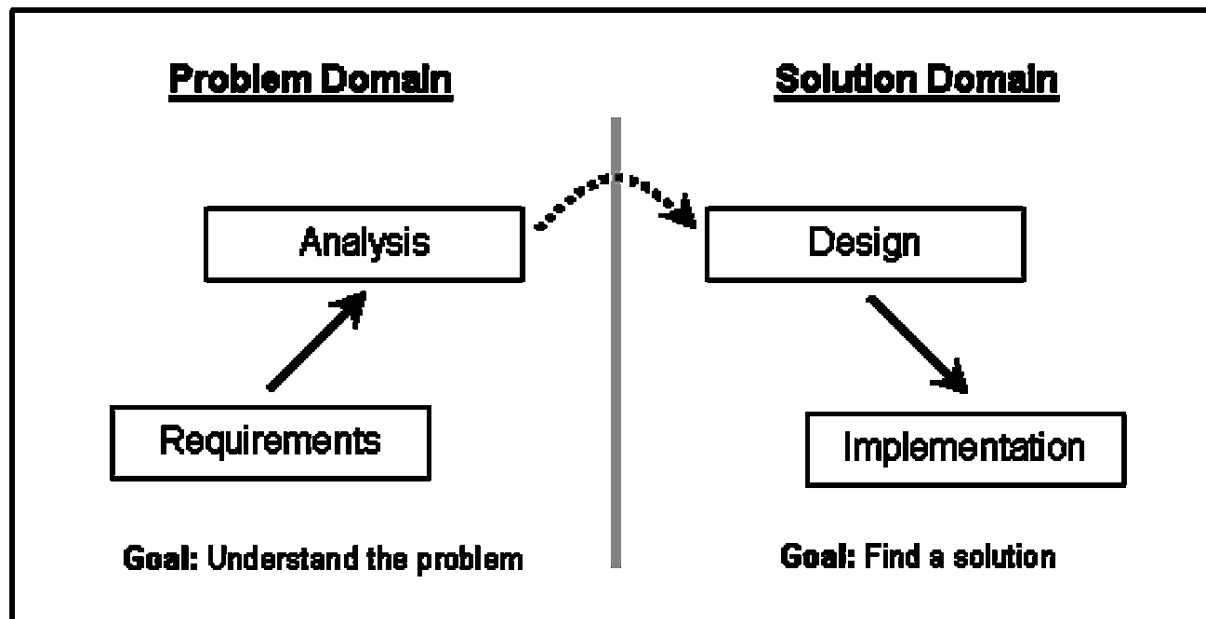 Problem Domain
Solution Domain
Analysis
Design
Requirements
Implementation
Goal: Understand the problem
Goal: Find a solution